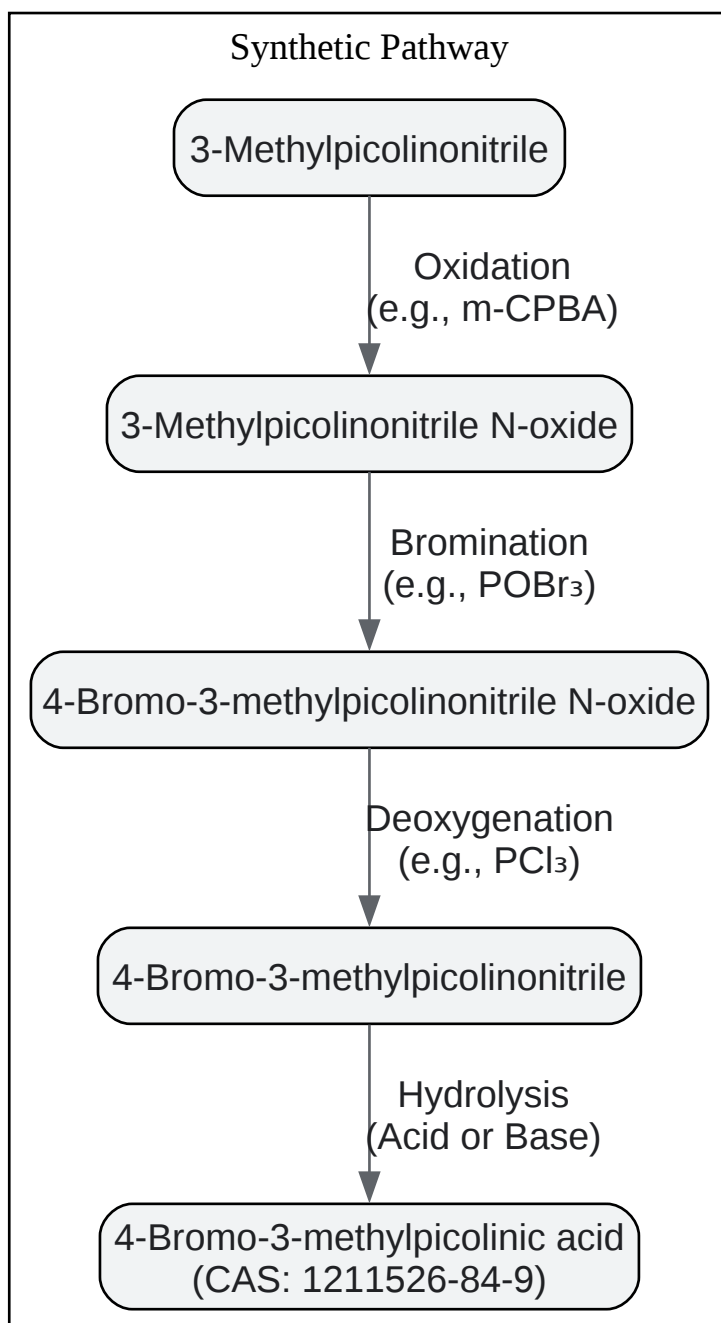 Synthetic Pathway
3-Methylpicolinonitrile
Oxidation
(e.g., m-CPBA)
3-Methylpicolinonitrile N-oxide
Bromination
(e.g., POBr₃)
4-Bromo-3-methylpicolinonitrile N-oxide
Deoxygenation
(e.g., PCl₃)
4-Bromo-3-methylpicolinonitrile
Hydrolysis
(Acid or Base)
4-Bromo-3-methylpicolinic acid
(CAS: 1211526-84-9)